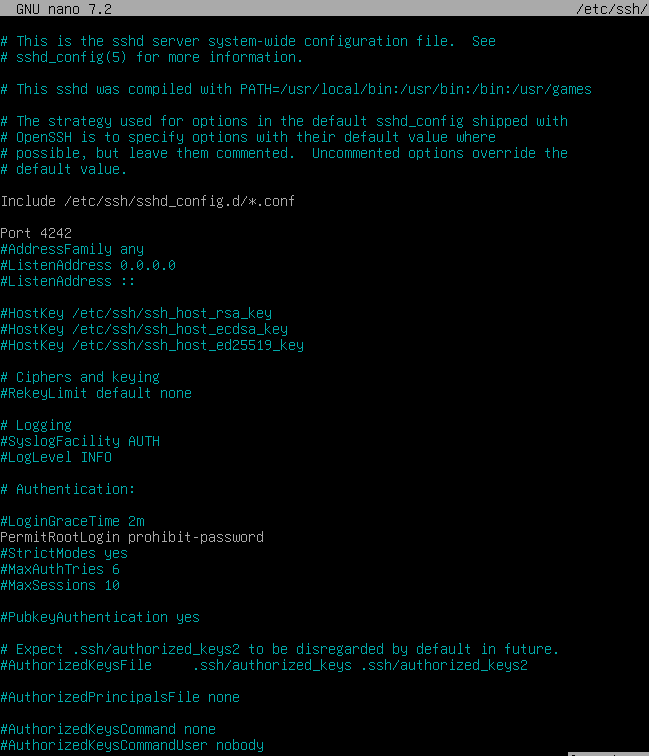 GNU nano 7.2 /etc/ssh/
# This is the sshd server system-wide configuration file.  See
# sshd_config(5) for more information.
# This sshd was compiled with PATH=/usr/local/bin:/usr/bin:/bin:/usr/games
# The strategy used for options in the default sshd_config shipped with
# OpenSSH is to specify options with their default value where
# possible, but leave them commented.  Uncommented options override the
# default value.
Include /etc/ssh/sshd_config.d/*.conf
Port 4242
#AddressFamily any
#ListenAddress 0.0.0.0
#ListenAddress ::
#HostKey /etc/ssh/ssh_host_rsa_key
#HostKey /etc/ssh/ssh_host_ecdsa_key
#HostKey /etc/ssh/ssh_host_ed25519_key
# Ciphers and keying
#RekeyLimit default none
# Logging
#SyslogFacility AUTH
#LogLevel INFO
# Authentication:
#LoginGraceTime 2m
PermitRootLogin prohibit-password
#StrictModes yes
#MaxAuthTries 6
#MaxSessions 10
#PubkeyAuthentication yes
# Expect .ssh/authorized_keys2 to be disregarded by default in future.
#AuthorizedKeysFile     .ssh/authorized_keys .ssh/authorized_keys2
#AuthorizedPrincipalsFile none
#AuthorizedKeysCommand none
#AuthorizedKeysCommandUser nobody